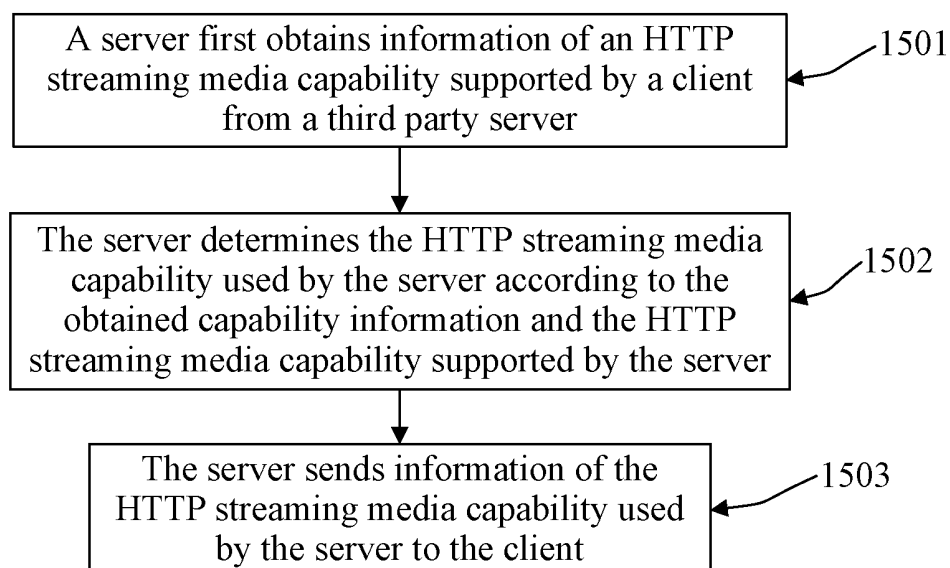 A server first obtains information of an HTTP
streaming media capability supported by a client
from a third party server
1501
The server determines the HTTP streaming media
capability used by the server according to the
obtained capability information and the HTTP
streaming media capability supported by the server
1502
The server sends information of the
HTTP streaming media capability used
by the server to the client
1503